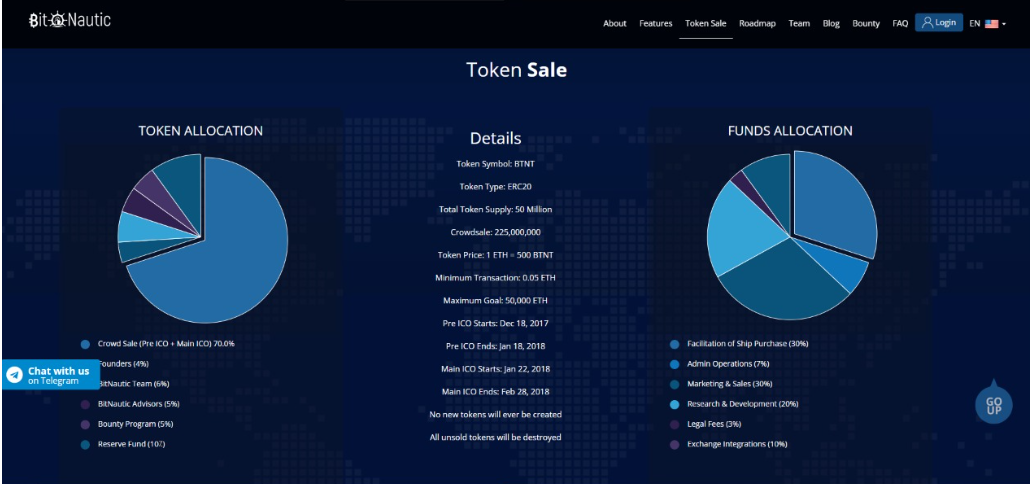 Bit Nautic
About Features Token Sale Roadmap Team Blog Bounty FAQ Login EN
Token Sale
TOKEN ALLOCATION
Crowd Sale (Pre ICO + Main ICO) 70.0%
Founders (4%)
BitNautic Team (6%)
BitNautic Advisors (5%)
Bounty Program (5%)
Reserve Fund (10%)
Chat with us
on Telegram
Details
Token Symbol: BTNT
Token Type: ERC20
Total Token Supply: 50 Million
Crowdsale: 225,000,000
Token Price: 1 ETH = 500 BTNT
Minimum Transaction: 0.05 ETH
Maximum Goal: 50,000 ETH
Pre ICO Starts: Dec 18, 2017
Pre ICO Ends: Jan 18, 2018
Main ICO Starts: Jan 22, 2018
Main ICO Ends: Feb 28, 2018
No new tokens will ever be created
All unsold tokens will be destroyed
FUNDS ALLOCATION
Facilitation of Ship Purchase (30%)
Admin Operations (7%)
Marketing & Sales (30%)
Research & Development (20%)
Legal Fees (3%)
Exchange Integrations (10%)
GO
UP